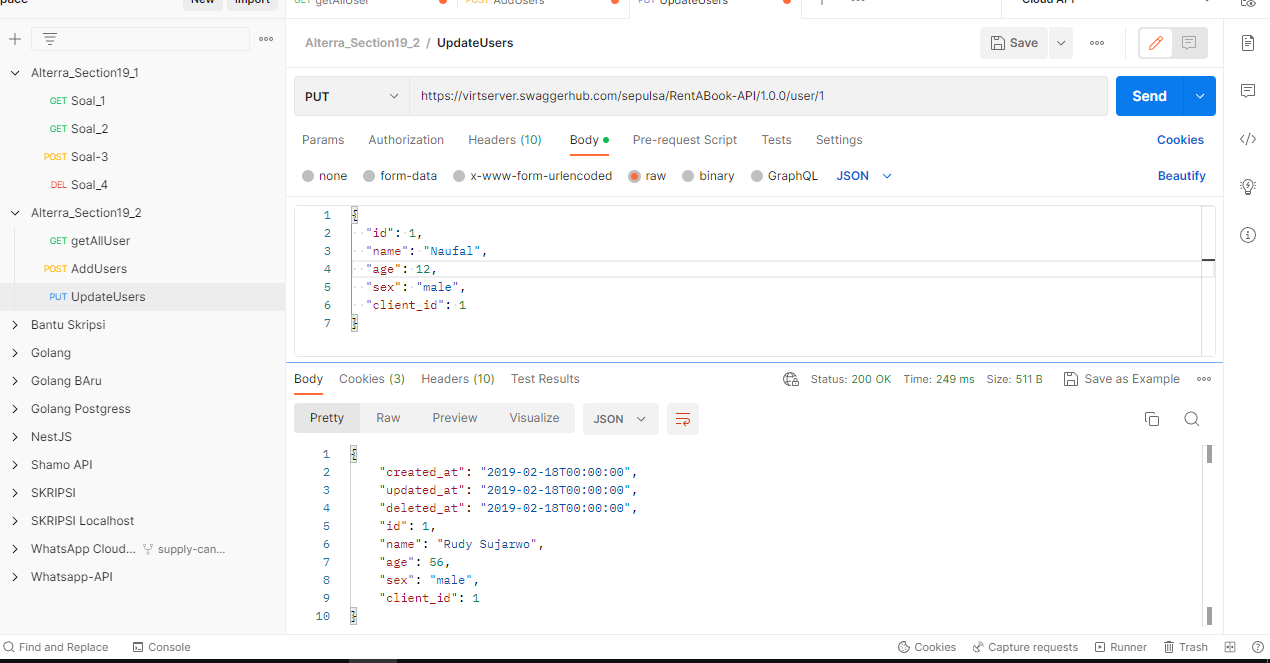 pace New Import GET getAllUser POST AddUsers PUT UpdateUsers Cloud API
Alterra_Section19_2 / UpdateUsers Save
Alterra_Section19_1
GET Soal_1
GET Soal_2
POST Soal-3
DEL Soal_4
Alterra_Section19_2
GET getAllUser
POST AddUsers
PUT UpdateUsers
Bantu Skripsi
Golang
Golang BAru
Golang Postgress
NestJS
Shamo API
SKRIPSI
SKRIPSI Localhost
WhatsApp Cloud... supply-can...
Whatsapp-API
PUT https://virtserver.swaggerhub.com/sepulsa/RentABook-API/1.0.0/user/1 Send
Params Authorization Headers (10) Body Pre-request Script Tests Settings Cookies
none form-data x-www-form-urlencoded raw binary GraphQL JSON Beautify
1 {
2 "id": 1,
3 "name": "Naufal",
4 "age": 12,
5 "sex": "male",
6 "client_id": 1
7 }
Body Cookies (3) Headers (10) Test Results Status: 200 OK Time: 249 ms Size: 511 B Save as Example
Pretty Raw Preview Visualize JSON
1 {
2 "created_at": "2019-02-18T00:00:00",
3 "updated_at": "2019-02-18T00:00:00",
4 "deleted_at": "2019-02-18T00:00:00",
5 "id": 1,
6 "name": "Rudy Sujarwo",
7 "age": 56,
8 "sex": "male",
9 "client_id": 1
10 }
Find and Replace Console Cookies Capture requests Runner Trash